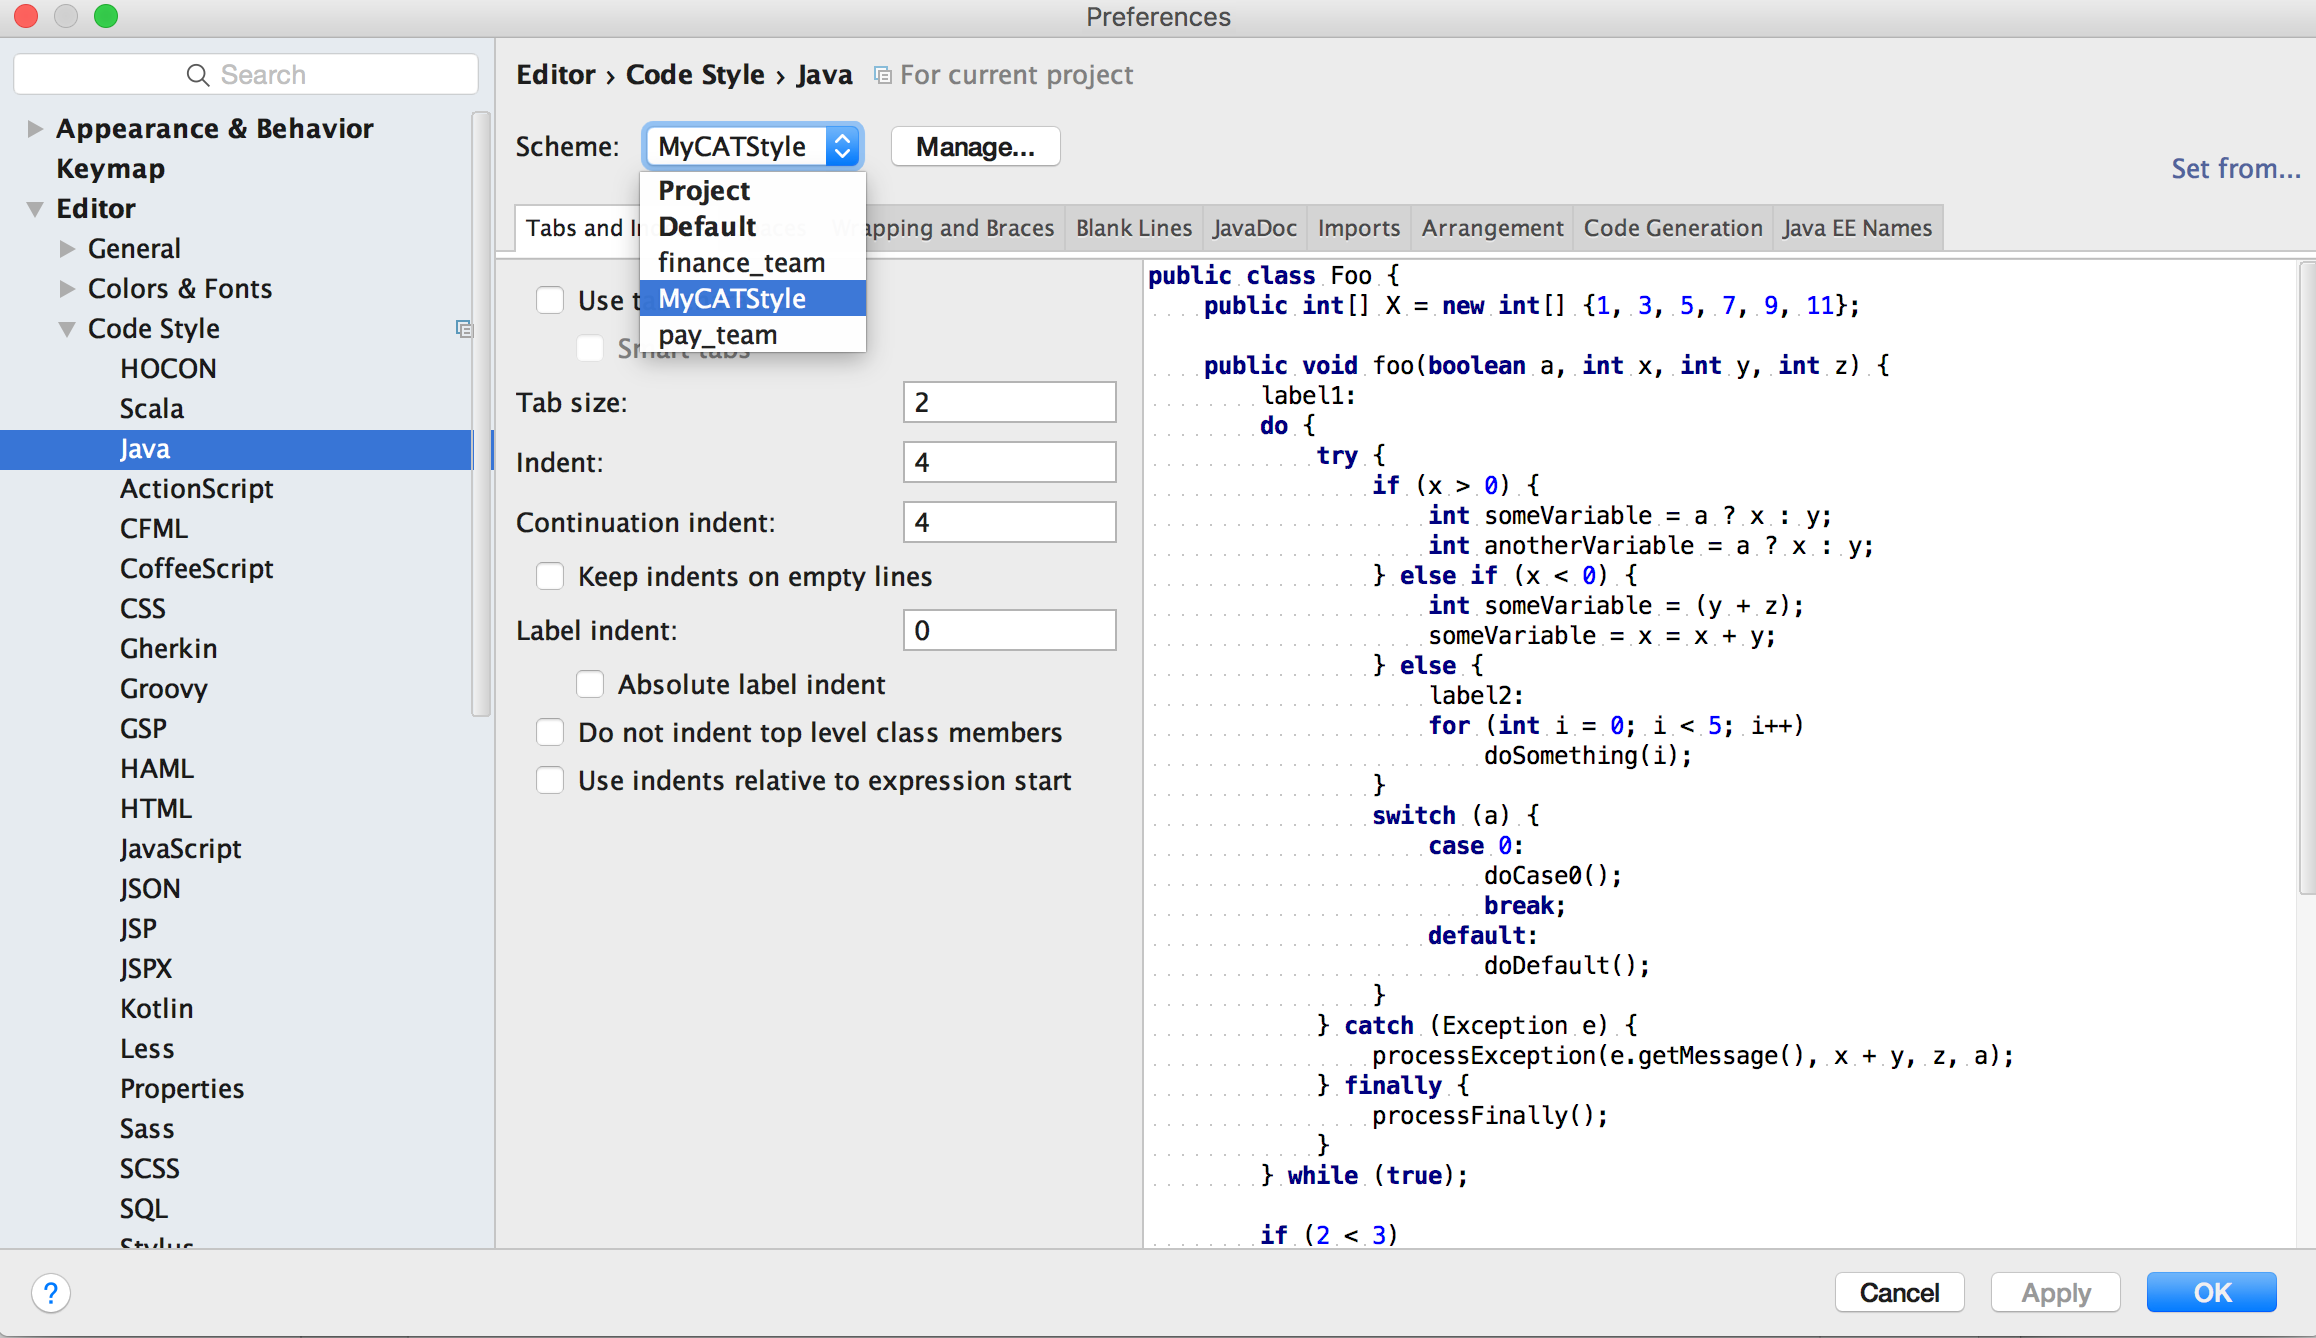 Preferences
Search
Appearance & Behavior
Keymap
Editor
General
Colors & Fonts
Code Style
HOCON
Scala
Java
ActionScript
CFML
CoffeeScript
CSS
Gherkin
Groovy
GSP
HAML
HTML
JavaScript
JSON
JSP
JSPX
Kotlin
Less
Properties
Sass
SCSS
SQL
Stylus
Editor › Code Style › Java For current project
Scheme: MyCATStyle Manage...
Set from...
Project
Default
finance_team
MyCATStyle
pay_team
Tabs and Wrapping and Braces Blank Lines JavaDoc Imports Arrangement Code Generation Java EE Names
Use
Smart tabs
Tab size: 2
Indent: 4
Continuation indent: 4
Keep indents on empty lines
Label indent: 0
Absolute label indent
Do not indent top level class members
Use indents relative to expression start
public class Foo {
public int[] X = new int[] {1, 3, 5, 7, 9, 11};
public void foo(boolean a, int x, int y, int z) {
label1:
do {
try {
if (x > 0) {
int someVariable = a ? x : y;
int anotherVariable = a ? x : y;
} else if (x < 0) {
int someVariable = (y + z);
someVariable = x = x + y;
} else {
label2:
for (int i = 0; i < 5; i++)
doSomething(i);
}
switch (a) {
case 0:
doCase0();
break;
default:
doDefault();
}
} catch (Exception e) {
processException(e.getMessage(), x + y, z, a);
} finally {
processFinally();
}
} while (true);
if (2 < 3)
? Cancel Apply OK